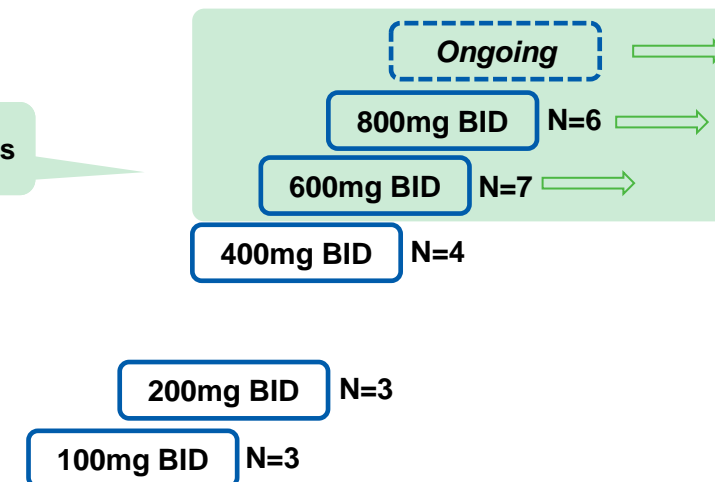 Ongoing
800mg BID N=6
s
600mg BID N=7
400mg BID N=4
200mg BID N=3
100mg BID N=3